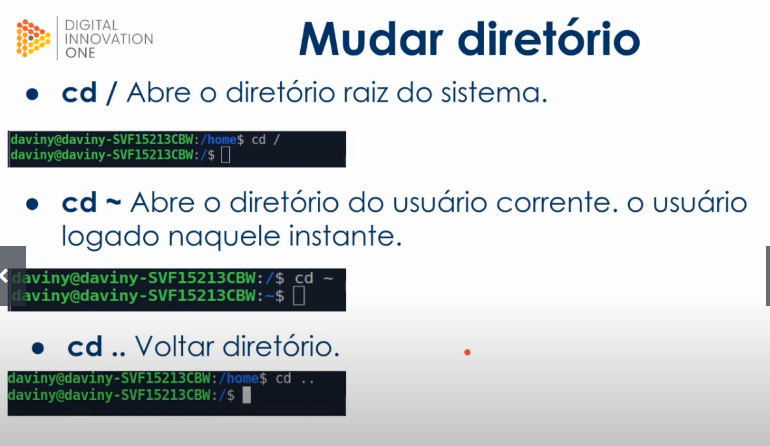 DIGITAL
INNOVATION
ONE
Mudar diretório
● cd / Abre o diretório raiz do sistema.
daviny@daviny-SVF15213CBW:/home$ cd /
daviny@daviny-SVF15213CBW:/$
● cd ~ Abre o diretório do usuário corrente. o usuário
logado naquele instante.
daviny@daviny-SVF15213CBW:/$ cd ~
daviny@daviny-SVF15213CBW:~$
● cd .. Voltar diretório.
daviny@daviny-SVF15213CBW:/home$ cd ..
daviny@daviny-SVF15213CBW:/$